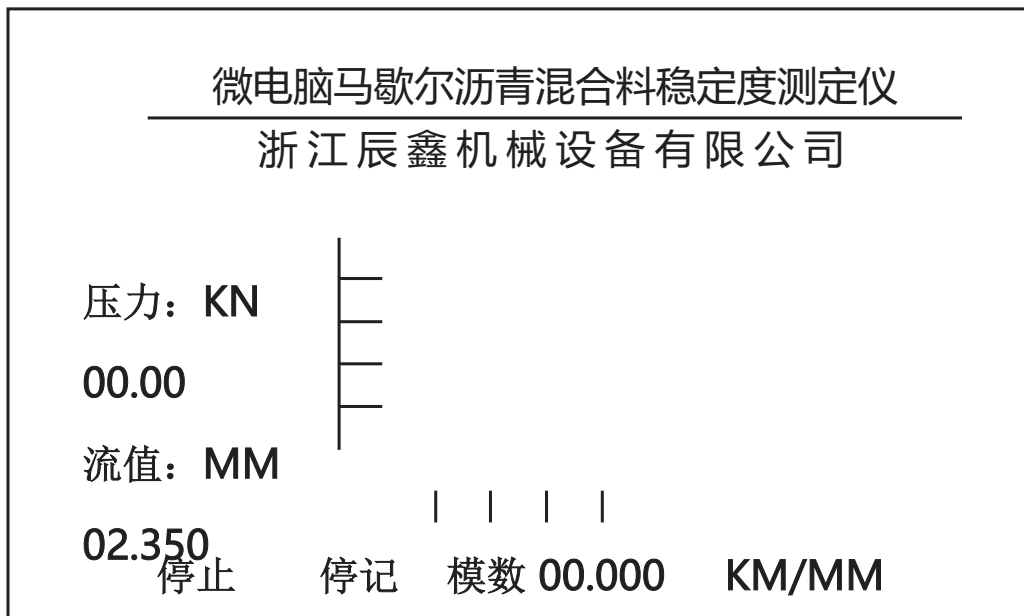 微电脑马歇尔沥青混合料稳定度测定仪
浙江辰鑫机械设备有限公司
压力：KN
00.00
流值：MM
02.350
停止 停记 模数 00.000 KM/MM